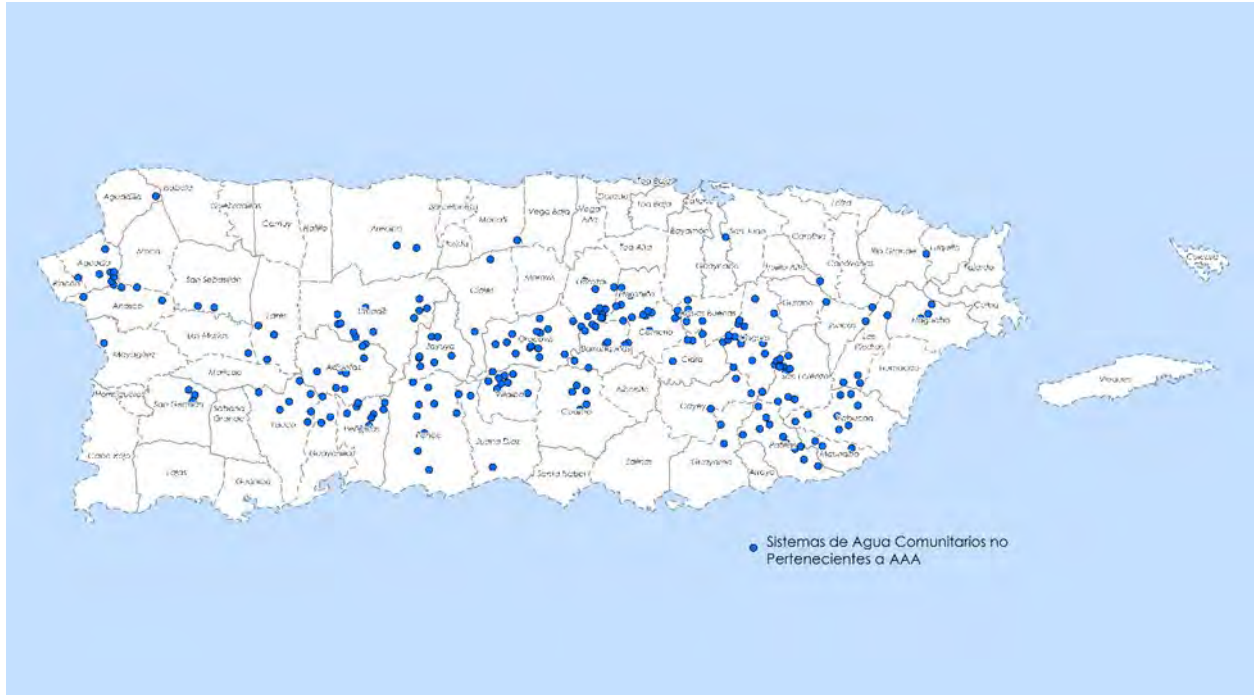 Isabela
Aguadilla
Quebradillas
Camuy
Hatillo
Arecibo
Barceloneta
Manatí
Vega Baja
Vega Alta
Dorado
Toa Baja
Toa Baja
Cataño
Bayamón
San Juan
Loíza
Carolina
Río Grande
Luquillo
Fajardo
Culebra
Moca
Florida
Toa Alta
Guaynabo
Trujillo Alto
Canóvanas
Aguada
Rincón
San Sebastián
Ciales
Morovis
Corozal
Naranjito
Ceiba
Añasco
Lares
Utuado
Aguas Buenas
Gurabo
Juncos
Naguabo
Las Marías
Jayuya
Orocovis
Barranquitas
Comerío
Caguas
Las Piedras
Mayagüez
Maricao
Adjuntas
Cidra
San Lorenzo
Humacao
Vieques
Hormigueros
San Germán
Sabana Grande
Yauco
Peñuelas
Villalba
Coamo
Aibonito
Cayey
Yabucoa
Guayanilla
Ponce
Juana Díaz
Patillas
Maunabo
Cabo Rojo
Lajas
Guánica
Santa Isabel
Salinas
Guayama
Arroyo
Sistemas de Agua Comunitarios no
Pertenecientes a AAA